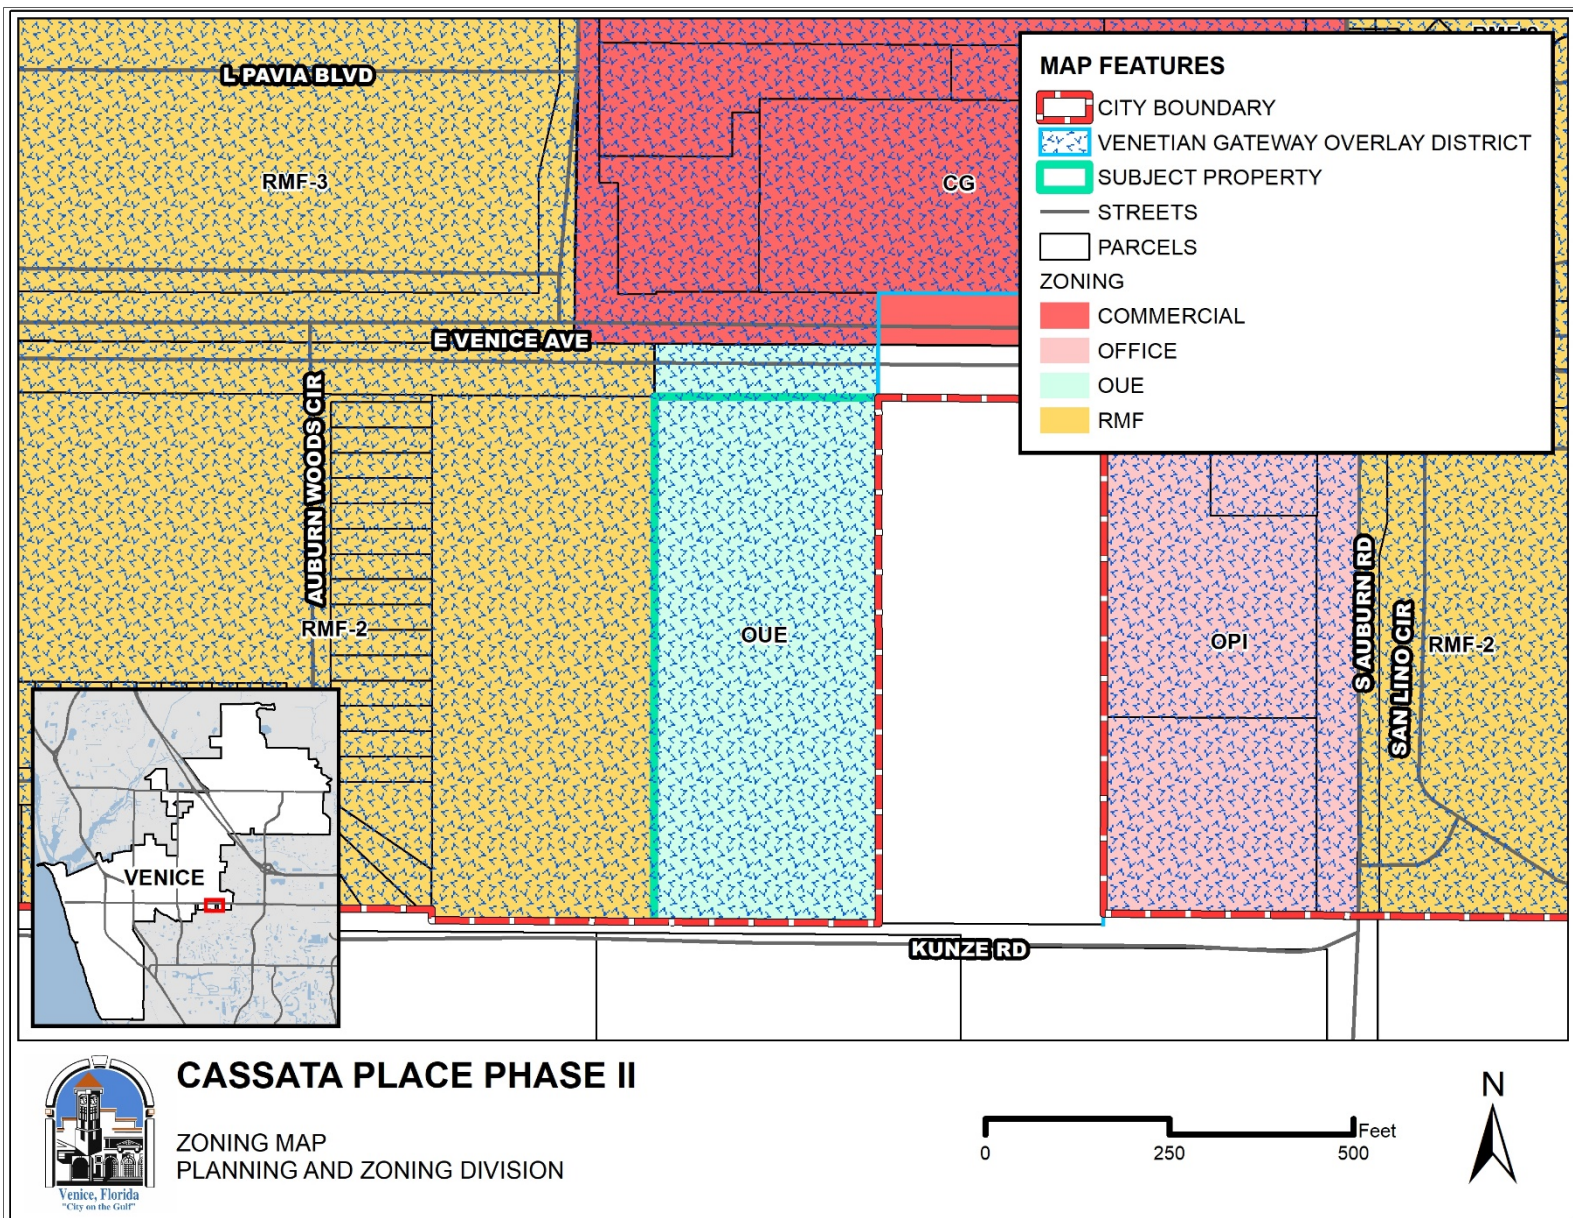 L PAVIA BLVD
RMF-3
CG
MAP FEATURES
CITY BOUNDARY
VENETIAN GATEWAY OVERLAY DISTRICT
SUBJECT PROPERTY
STREETS
PARCELS
ZONING
COMMERCIAL
OFFICE
OUE
RMF
E VENICE AVE
AUBURN WOODS CIR
RMF-2
OUE
OPI
S AUBURN RD
SAN LINO CIR
RMF-2
VENICE
KUNZE RD
CASSATA PLACE PHASE II
ZONING MAP
PLANNING AND ZONING DIVISION
Venice, Florida
"City on the Gulf"
0 250 500 Feet
N